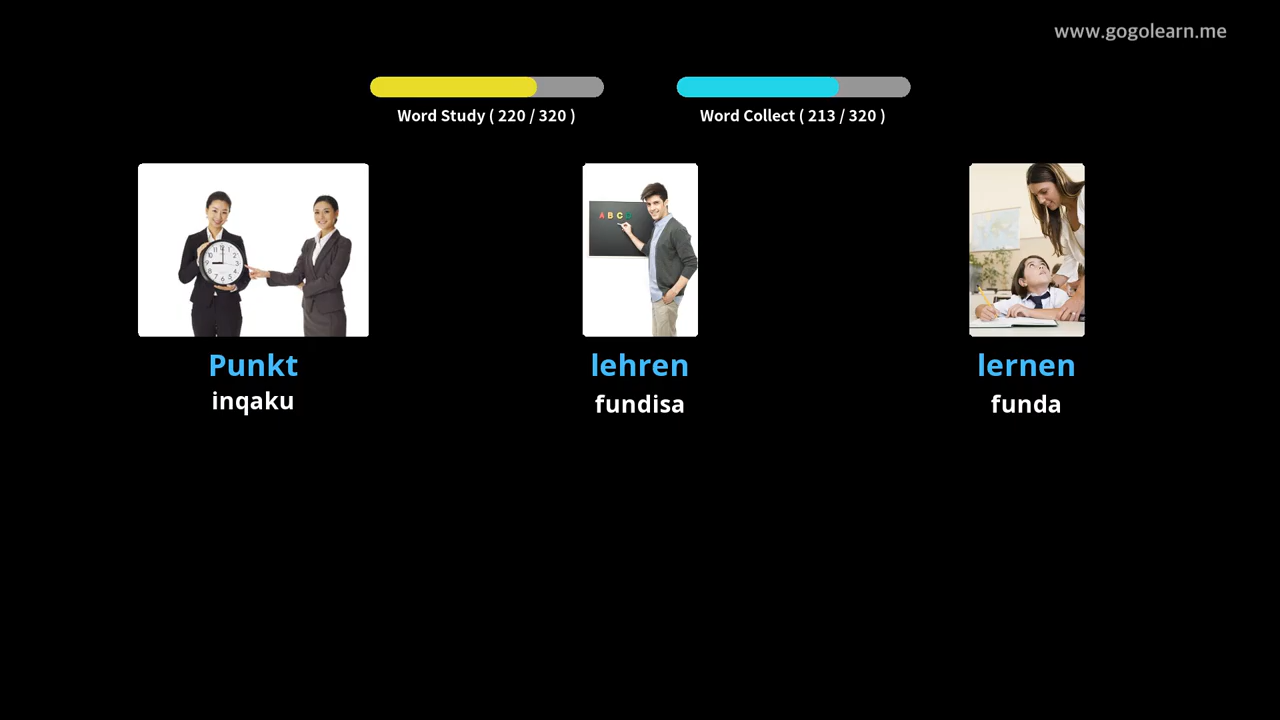 www.gogolearn.me
Word Study ( 220 / 320 )
Word Collect ( 213 / 320 )
A B C D
Punkt
inqaku
lehren
fundisa
lernen
funda